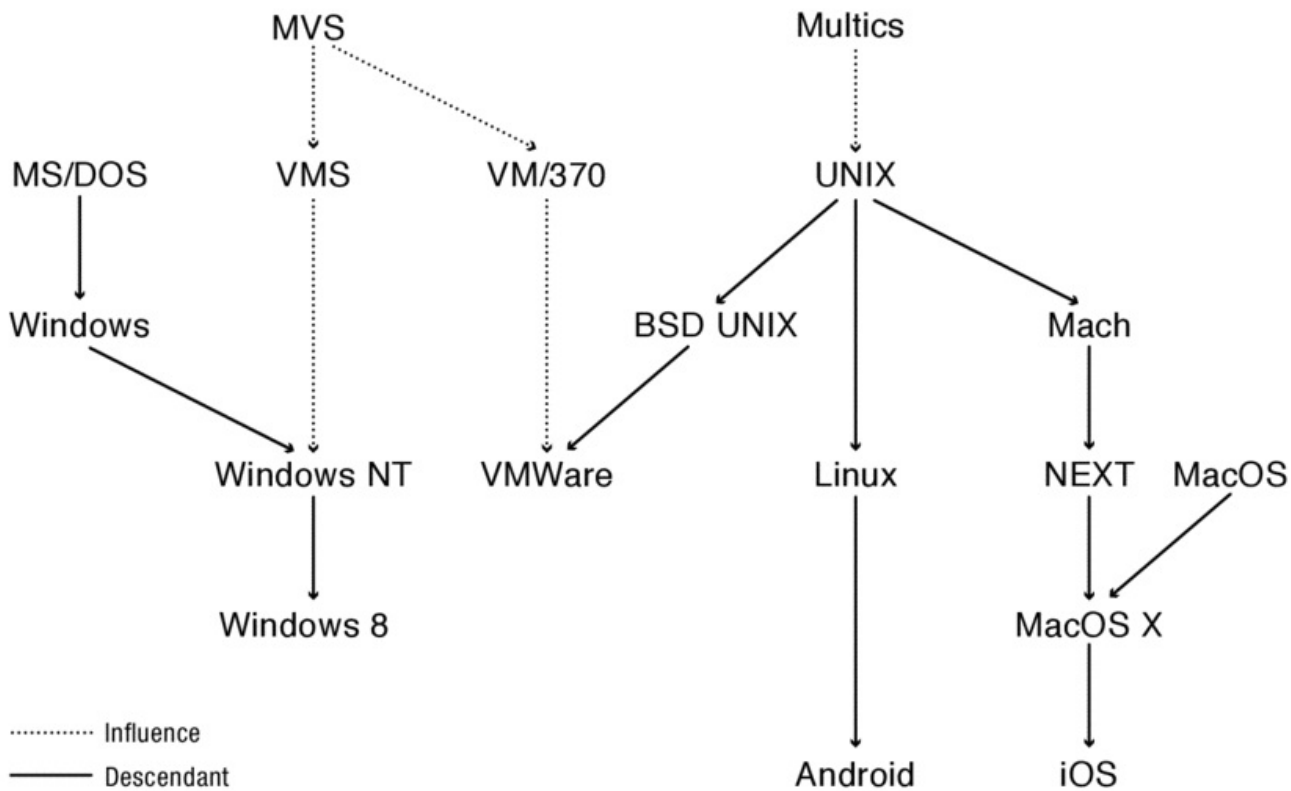 MVS
Multics
MS/DOS
VMS
VM/370
UNIX
Windows
BSD UNIX
Mach
Windows NT
VMWare
Linux
NEXT
MacOS
Windows 8
MacOS X
Influence
Descendant
Android
iOS